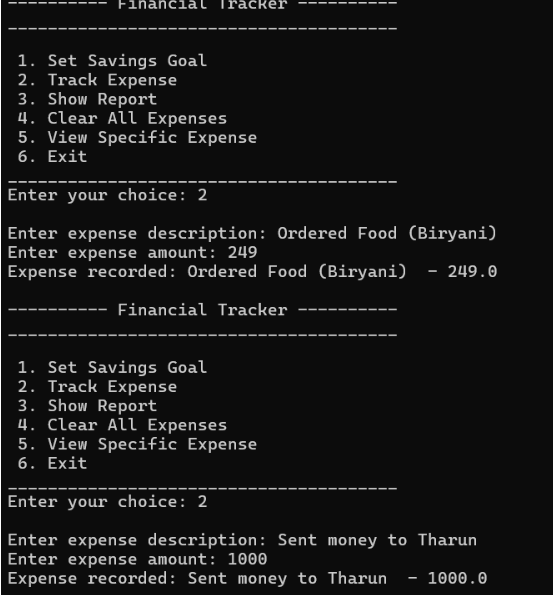 ---------- Financial Tracker ----------
_______________________________________
1. Set Savings Goal
2. Track Expense
3. Show Report
4. Clear All Expenses
5. View Specific Expense
6. Exit
_______________________________________
Enter your choice: 2
Enter expense description: Ordered Food (Biryani)
Enter expense amount: 249
Expense recorded: Ordered Food (Biryani)  - 249.0
---------- Financial Tracker ----------
_______________________________________
1. Set Savings Goal
2. Track Expense
3. Show Report
4. Clear All Expenses
5. View Specific Expense
6. Exit
_______________________________________
Enter your choice: 2
Enter expense description: Sent money to Tharun
Enter expense amount: 1000
Expense recorded: Sent money to Tharun  - 1000.0